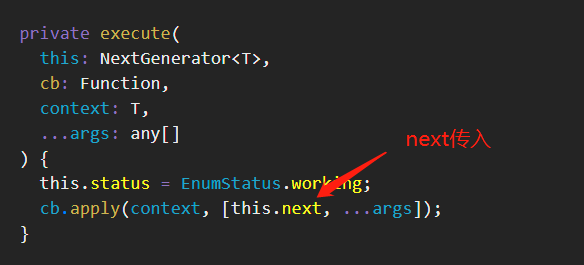 private execute(
this: NextGenerator<T>,
cb: Function,
context: T,
...args: any[]
) {
next传入
this.status = EnumStatus.working;
cb.apply(context, [this.next, ...args]);
}